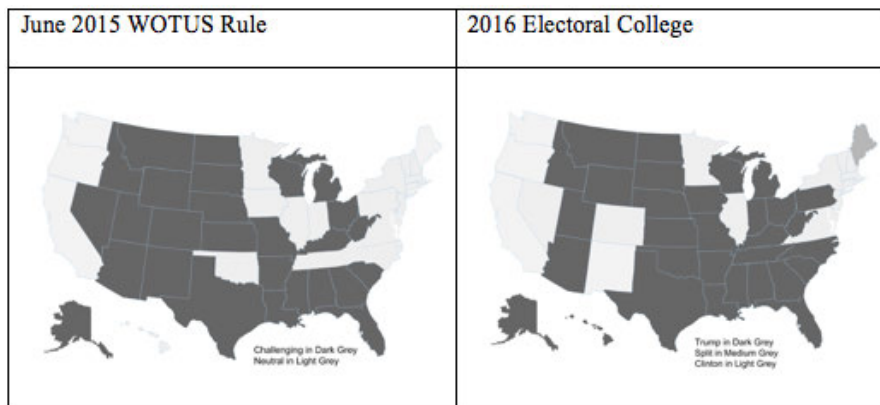 June 2015 WOTUS Rule
2016 Electoral College
Challenging in Dark Grey
Neutral in Light Grey
Trump in Dark Grey
Split in Medium Grey
Clinton in Light Grey